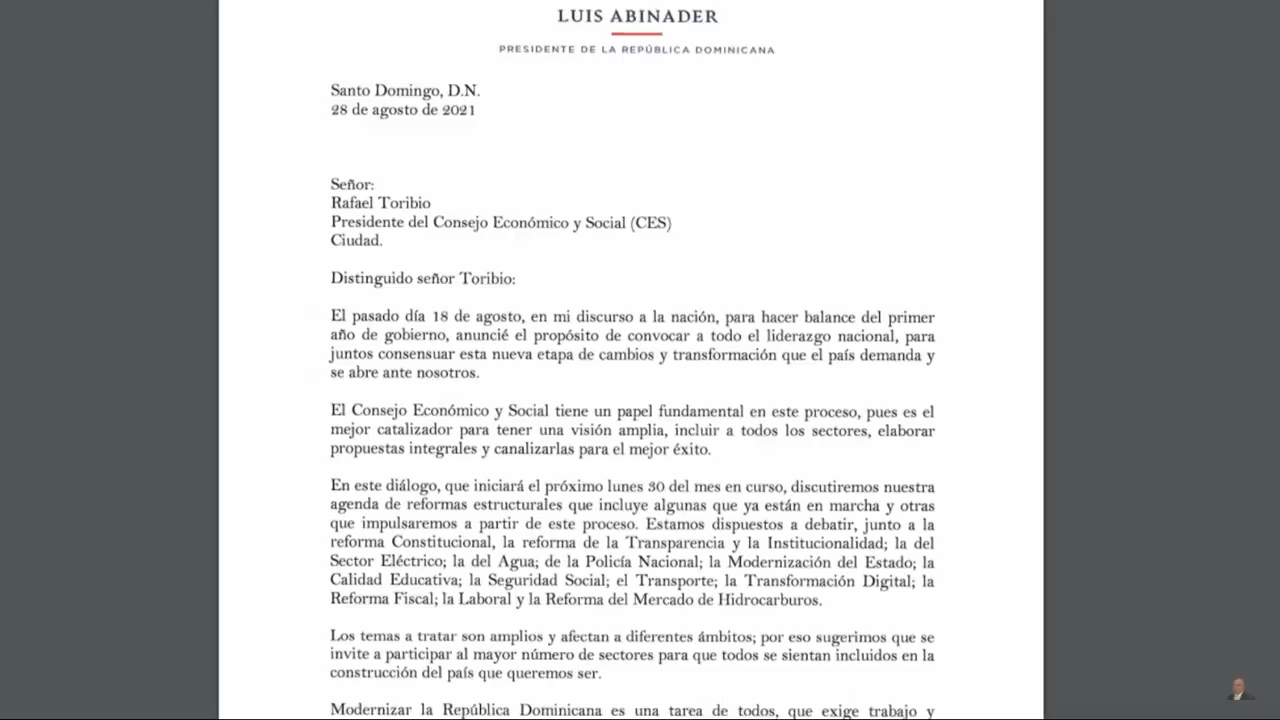 LUIS ABINADER
PRESIDENTE DE LA REPÚBLICA DOMINICANA
Santo Domingo, D.N.
28 de agosto de 2021
Señor:
Rafael Toribio
Presidente del Consejo Económico y Social (CES)
Ciudad.
Distinguido señor Toribio:
El pasado día 18 de agosto, en mi discurso a la nación, para hacer balance del primer
año de gobierno, anuncié el propósito de convocar a todo el liderazgo nacional, para
juntos consensuar esta nueva etapa de cambios y transformación que el país demanda y
se abre ante nosotros.
El Consejo Económico y Social tiene un papel fundamental en este proceso, pues es el
mejor catalizador para tener una visión amplia, incluir a todos los sectores, elaborar
propuestas integrales y canalizarlas para el mejor éxito.
En este diálogo, que iniciará el próximo lunes 30 del mes en curso, discutiremos nuestra
agenda de reformas estructurales que incluye algunas que ya están en marcha y otras
que impulsaremos a partir de este proceso. Estamos dispuestos a debatir, junto a la
reforma Constitucional, la reforma de la Transparencia y la Institucionalidad; la del
Sector Eléctrico; la del Agua; de la Policía Nacional; la Modernización del Estado; la
Calidad Educativa; la Seguridad Social; el Transporte; la Transformación Digital; la
Reforma Fiscal; la Laboral y la Reforma del Mercado de Hidrocarburos.
Los temas a tratar son amplios y afectan a diferentes ámbitos; por eso sugerimos que se
invite a participar al mayor número de sectores para que todos se sientan incluidos en la
construcción del país que queremos ser.
Modernizar la República Dominicana es una tarea de todos, que exige trabajo y